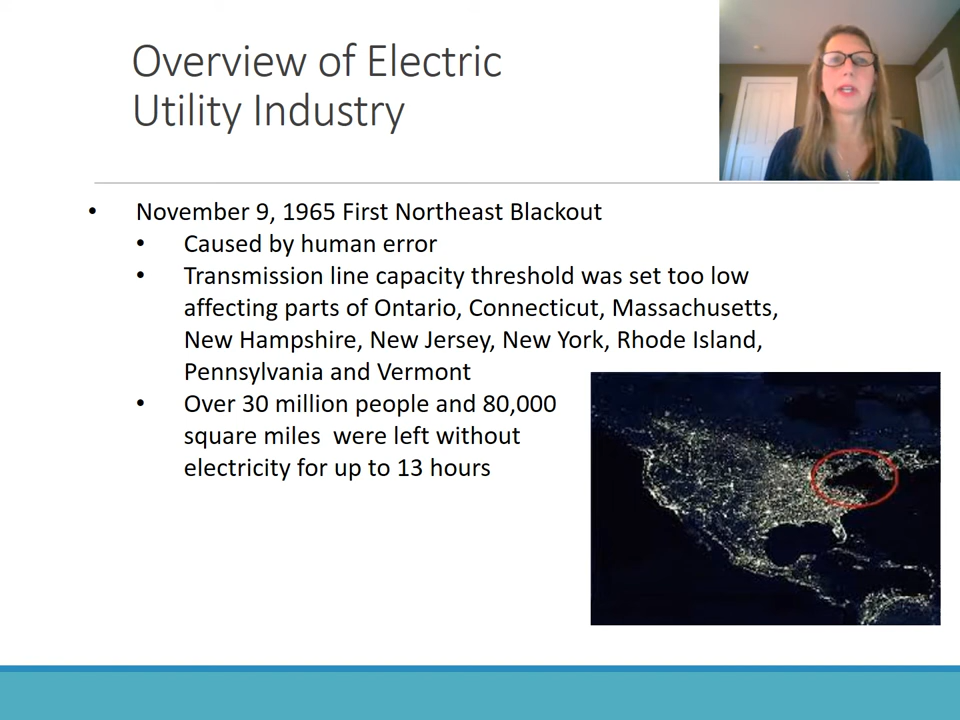 Overview of Electric
Utility Industry
• November 9, 1965 First Northeast Blackout
• Caused by human error
• Transmission line capacity threshold was set too low
affecting parts of Ontario, Connecticut, Massachusetts,
New Hampshire, New Jersey, New York, Rhode Island,
Pennsylvania and Vermont
• Over 30 million people and 80,000
square miles  were left without
electricity for up to 13 hours